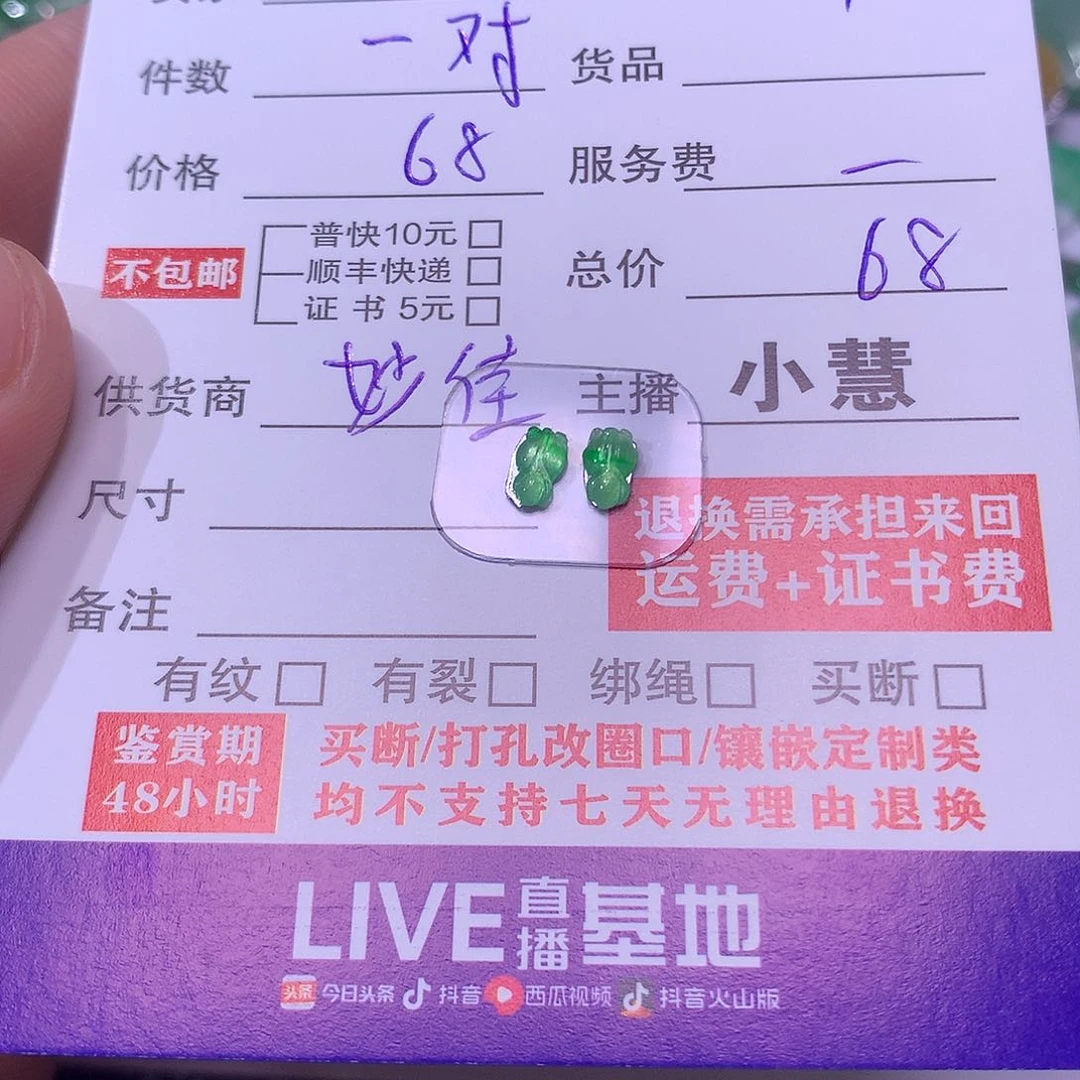 件数 一对 货品
价格 68 服务费 一
不包邮 普快10元
顺丰快递
证书 5元
总价 68
供货商 妙佳 主播 小慧
尺寸
退换需承担来回
运费+证书费
备注
有纹 有裂 绑绳 买断
鉴赏期
48小时
买断/打孔改圈口/镶嵌定制类
均不支持七天无理由退换
LIVE直播基地
头条 今日头条 抖音 西瓜视频 抖音火山版